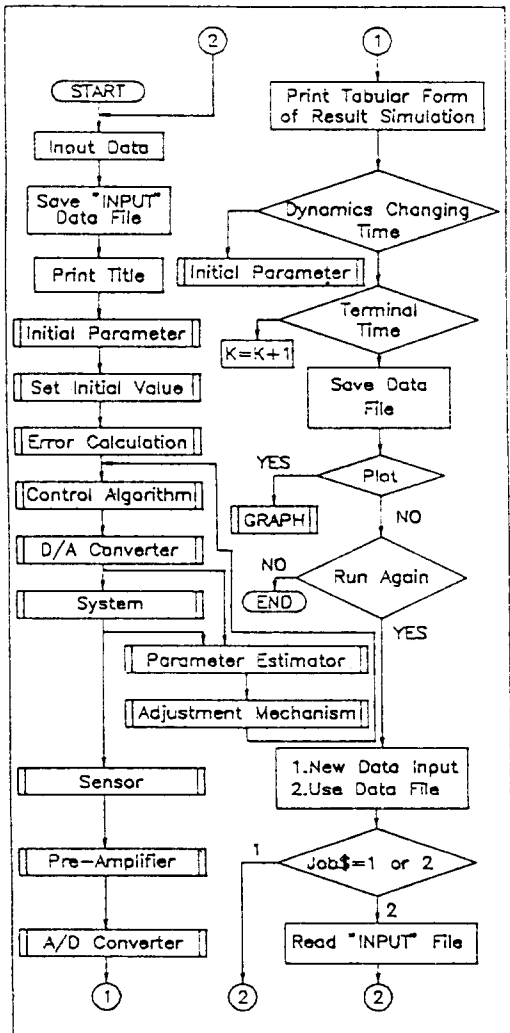 2
START
Input Data
Save "INPUT"
Data File
Print Title
Initial Parameter
Set Initial Value
Error Calculation
Control Algorithm
D/A Converter
System
Parameter Estimator
Adjustment Mechanism
Sensor
Pre-Amplifier
A/D Converter
1
1
Print Tabular Form
of Result Simulation
Dynamics Changing
Time
Initial Parameter
Terminal
Time
K=K+1
Save Data
File
YES
Plot
GRAPH
NO
NO
Run Again
END
YES
1.New Data Input
2.Use Data File
1
Job$=1 or 2
2
Read "INPUT" File
2
2